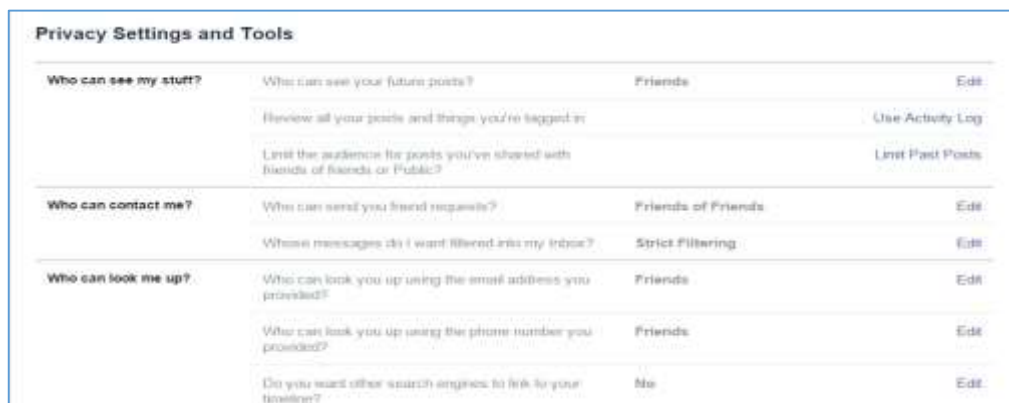 Privacy Settings and Tools
Who can see my stuff? Who can see your future posts? Friends Edit
Review all your posts and things you're tagged in Use Activity Log
Limit the audience for posts you've shared with Limit Past Posts
friends of friends or Public?
Who can contact me? Who can send you friend requests? Friends of Friends Edit
Whose messages do I want filtered into my Inbox? Strict Filtering Edit
Who can look me up? Who can look you up using the email address you Friends Edit
provided?
Who can look you up using the phone number you Friends Edit
provided?
Do you want other search engines to link to your No Edit
timeline?